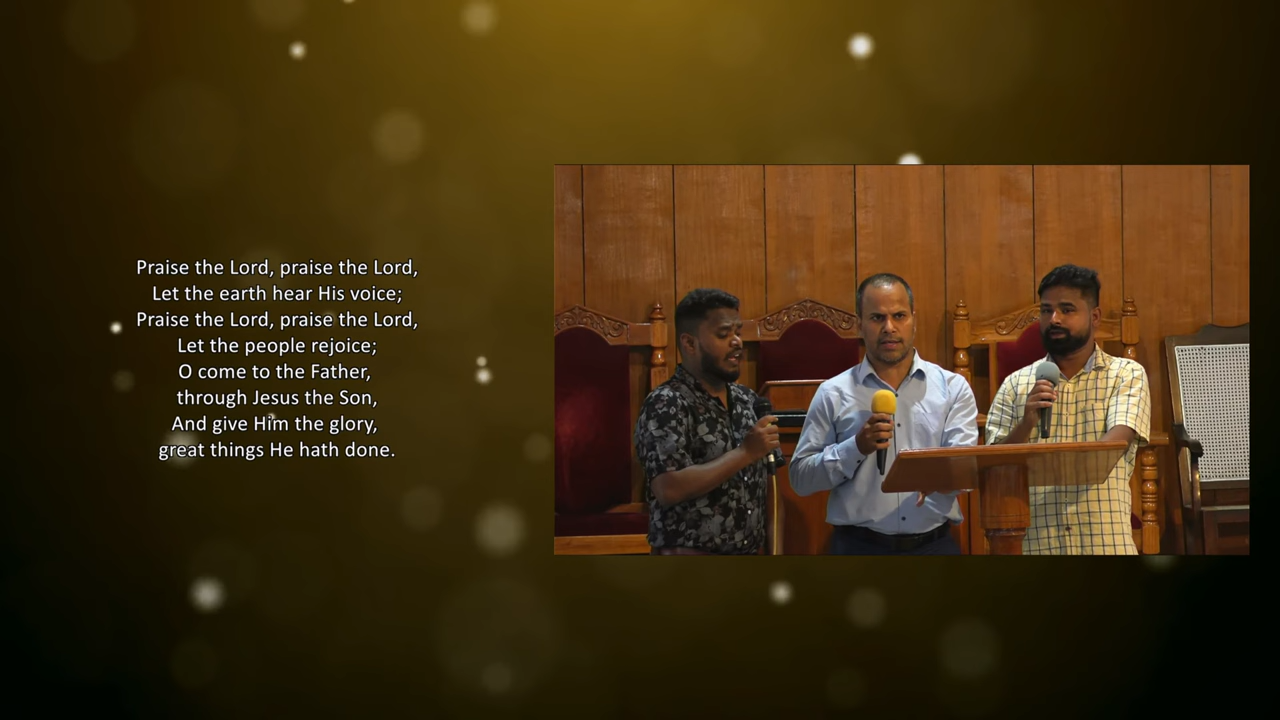 Praise the Lord, praise the Lord,
Let the earth hear His voice;
Praise the Lord, praise the Lord,
Let the people rejoice;
O come to the Father,
through Jesus the Son,
And give Him the glory,
great things He hath done.